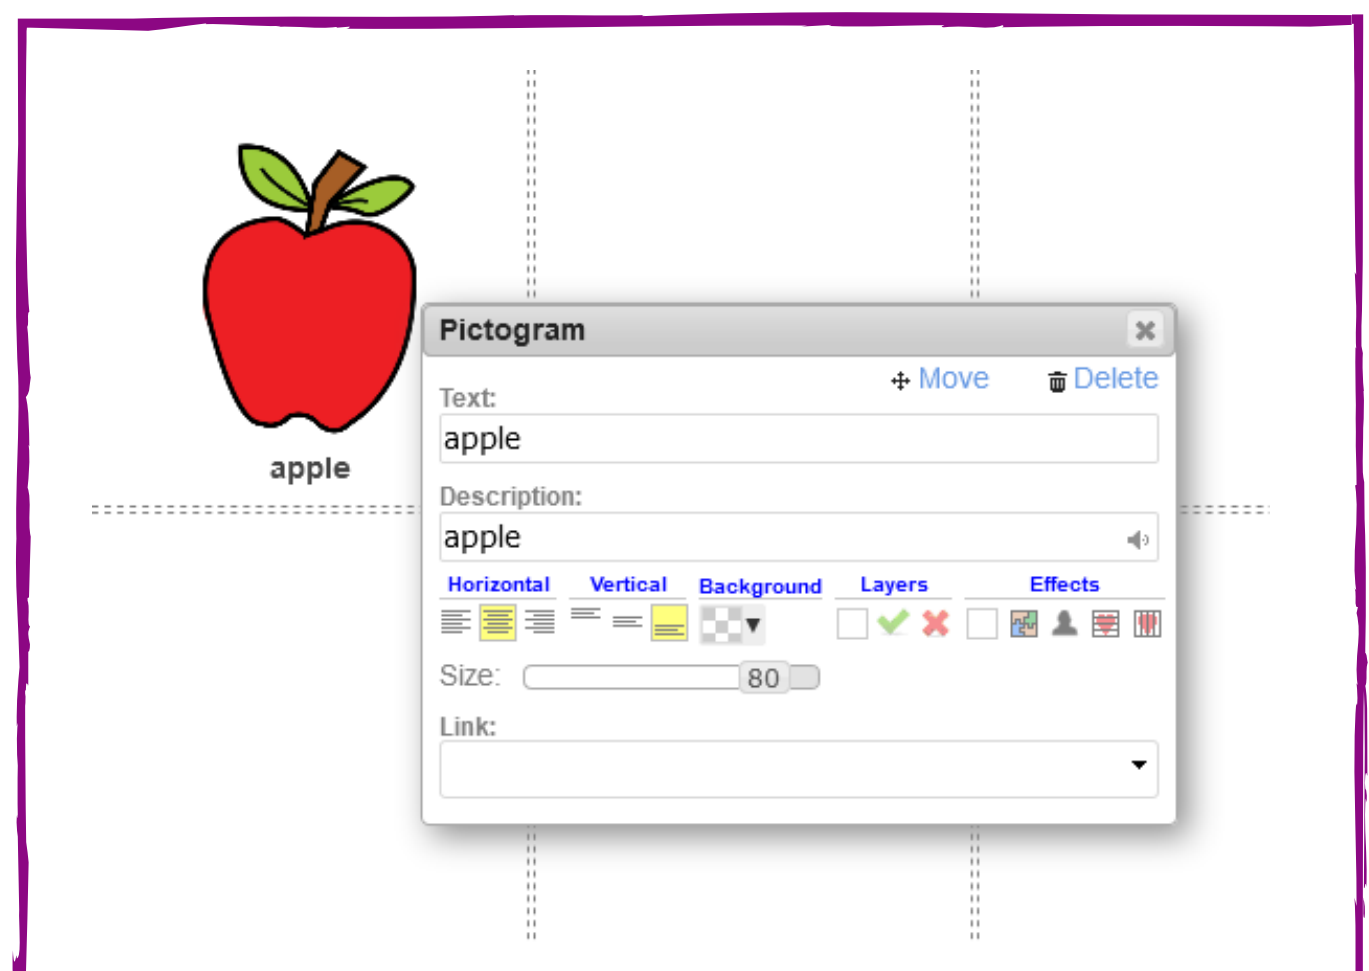 apple
Pictogram
Move Delete
Text:
apple
Description:
apple
Horizontal Vertical Background Layers Effects
Size: 80
Link: